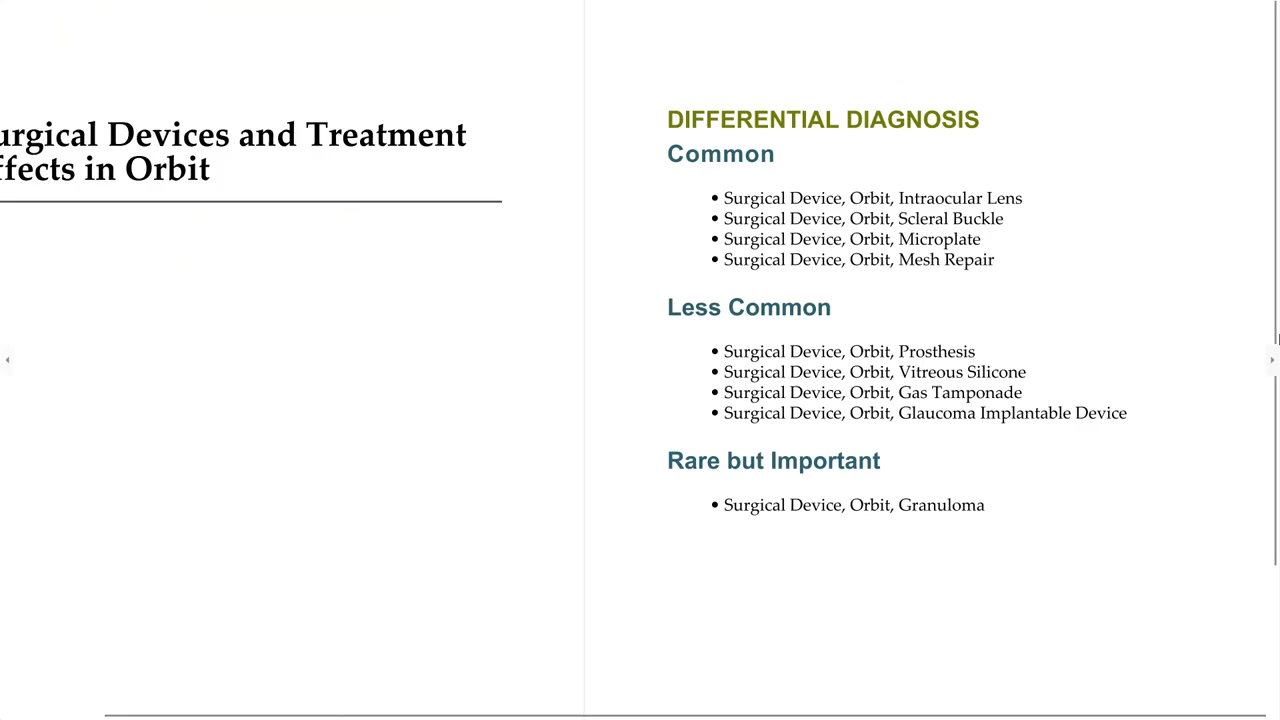 urgical Devices and Treatment
ffects in Orbit
DIFFERENTIAL DIAGNOSIS
Common
• Surgical Device, Orbit, Intraocular Lens
• Surgical Device, Orbit, Scleral Buckle
• Surgical Device, Orbit, Microplate
• Surgical Device, Orbit, Mesh Repair
Less Common
• Surgical Device, Orbit, Prosthesis
• Surgical Device, Orbit, Vitreous Silicone
• Surgical Device, Orbit, Gas Tamponade
• Surgical Device, Orbit, Glaucoma Implantable Device
Rare but Important
• Surgical Device, Orbit, Granuloma